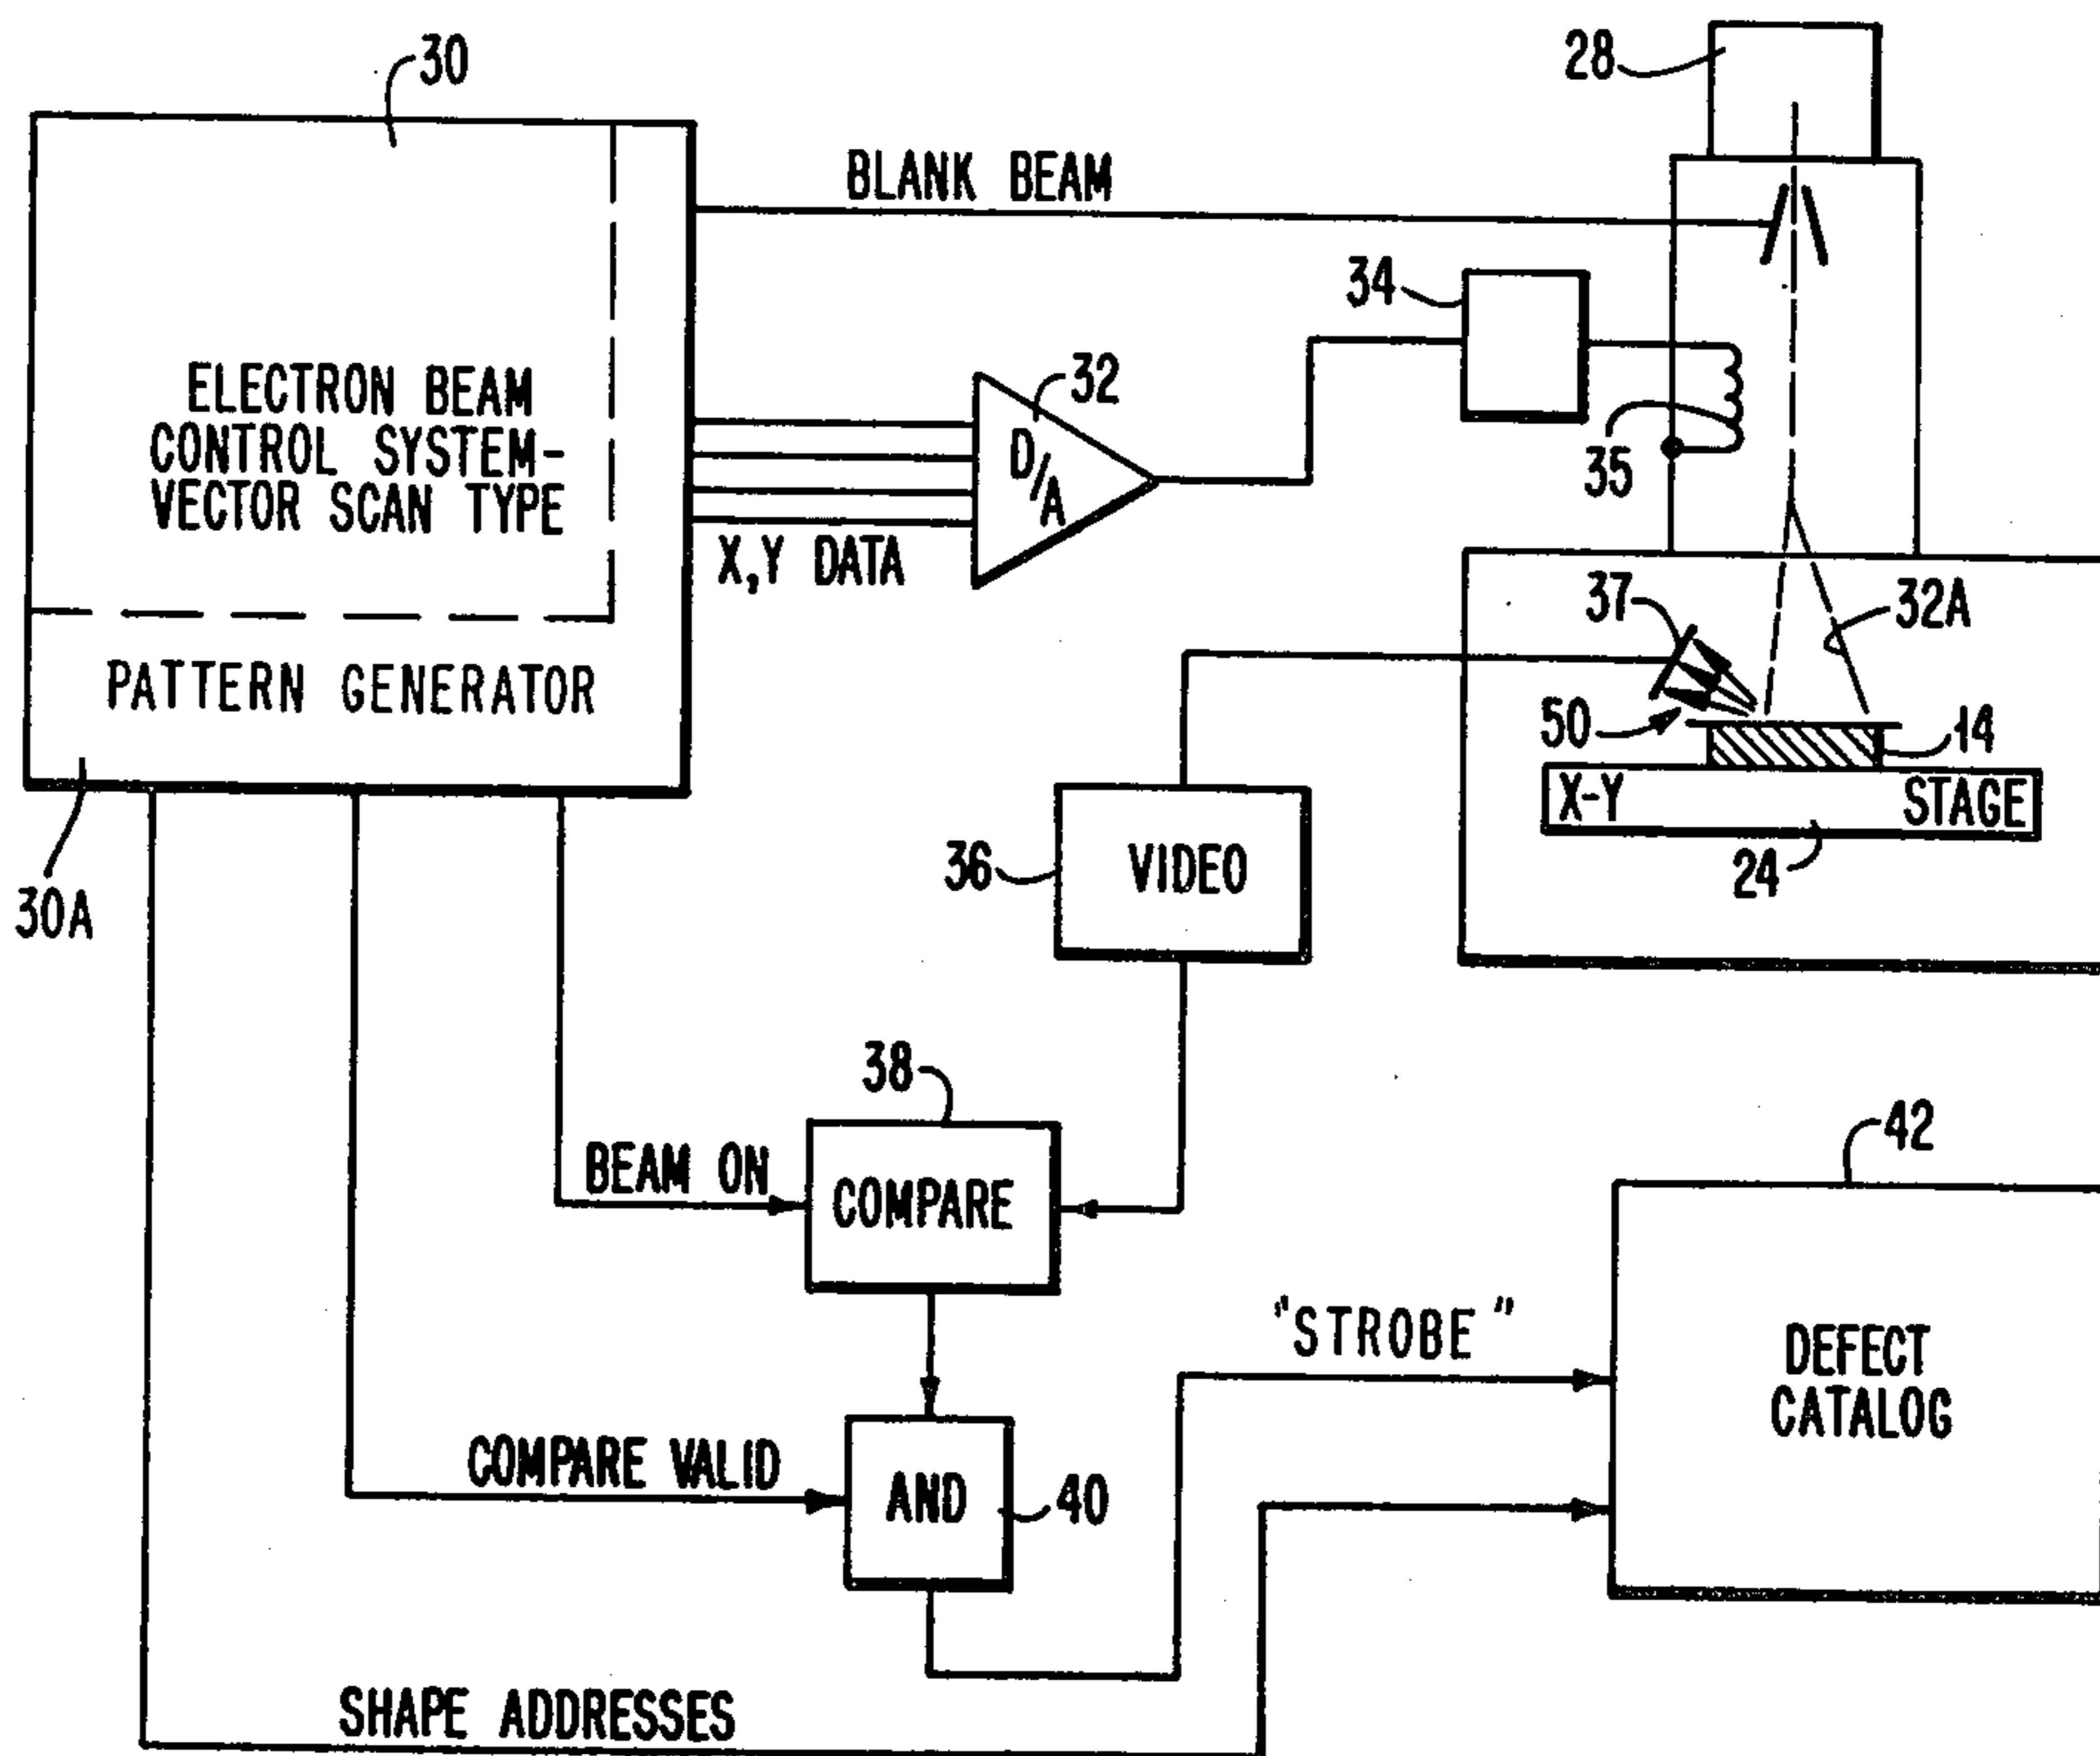 30
28
BLANK BEAM
34
32
ELECTRON BEAM
CONTROL SYSTEM-
VECTOR SCAN TYPE
D/A
35
X,Y DATA
37
32A
PATTERN GENERATOR
50
14
X-Y STAGE
24
36
VIDEO
30A
38
42
BEAM ON
COMPARE
"STROBE"
DEFECT
CATALOG
COMPARE VALID
AND
40
SHAPE ADDRESSES